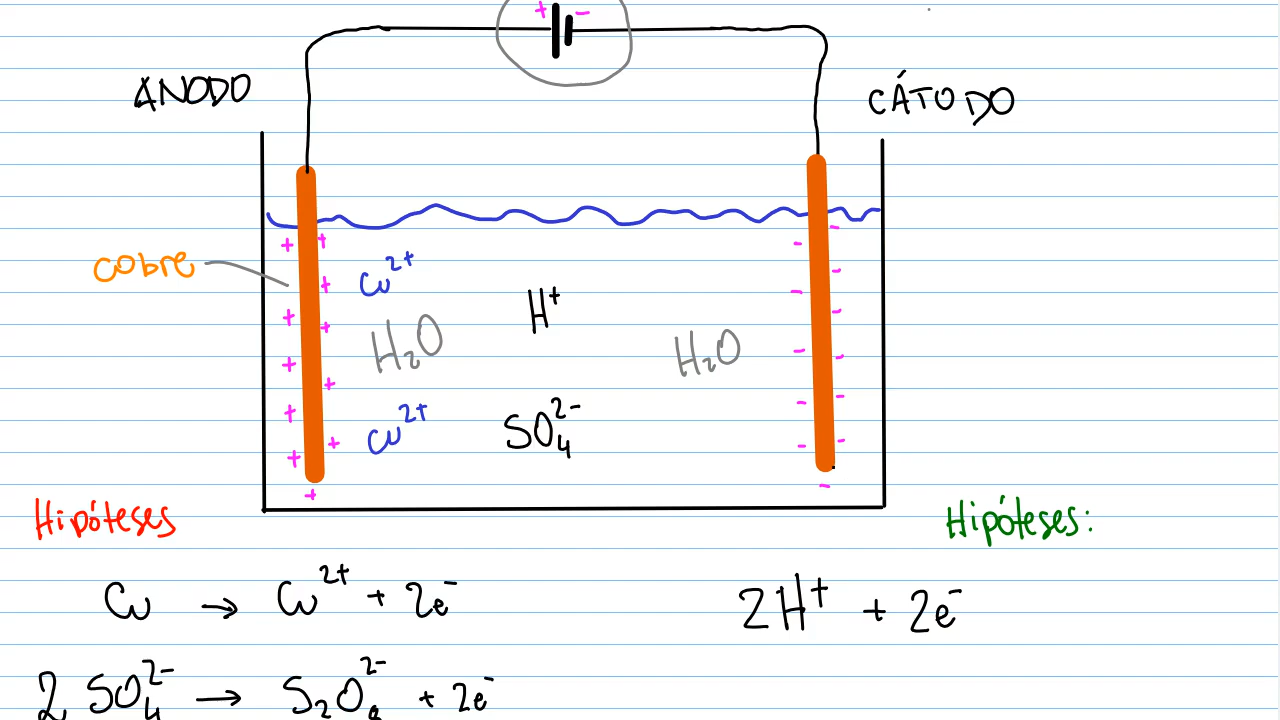 + -
ANODO
CÁTODO
cobre
Cu²⁺
H⁺
H₂O
H₂O
Cu²⁺
SO₄²⁻
Hipóteses
Hipóteses:
Cu → Cu²⁺ + 2e⁻
2H⁺ + 2e⁻
2 SO₄²⁻ → S₂O₈²⁻ + 2e⁻